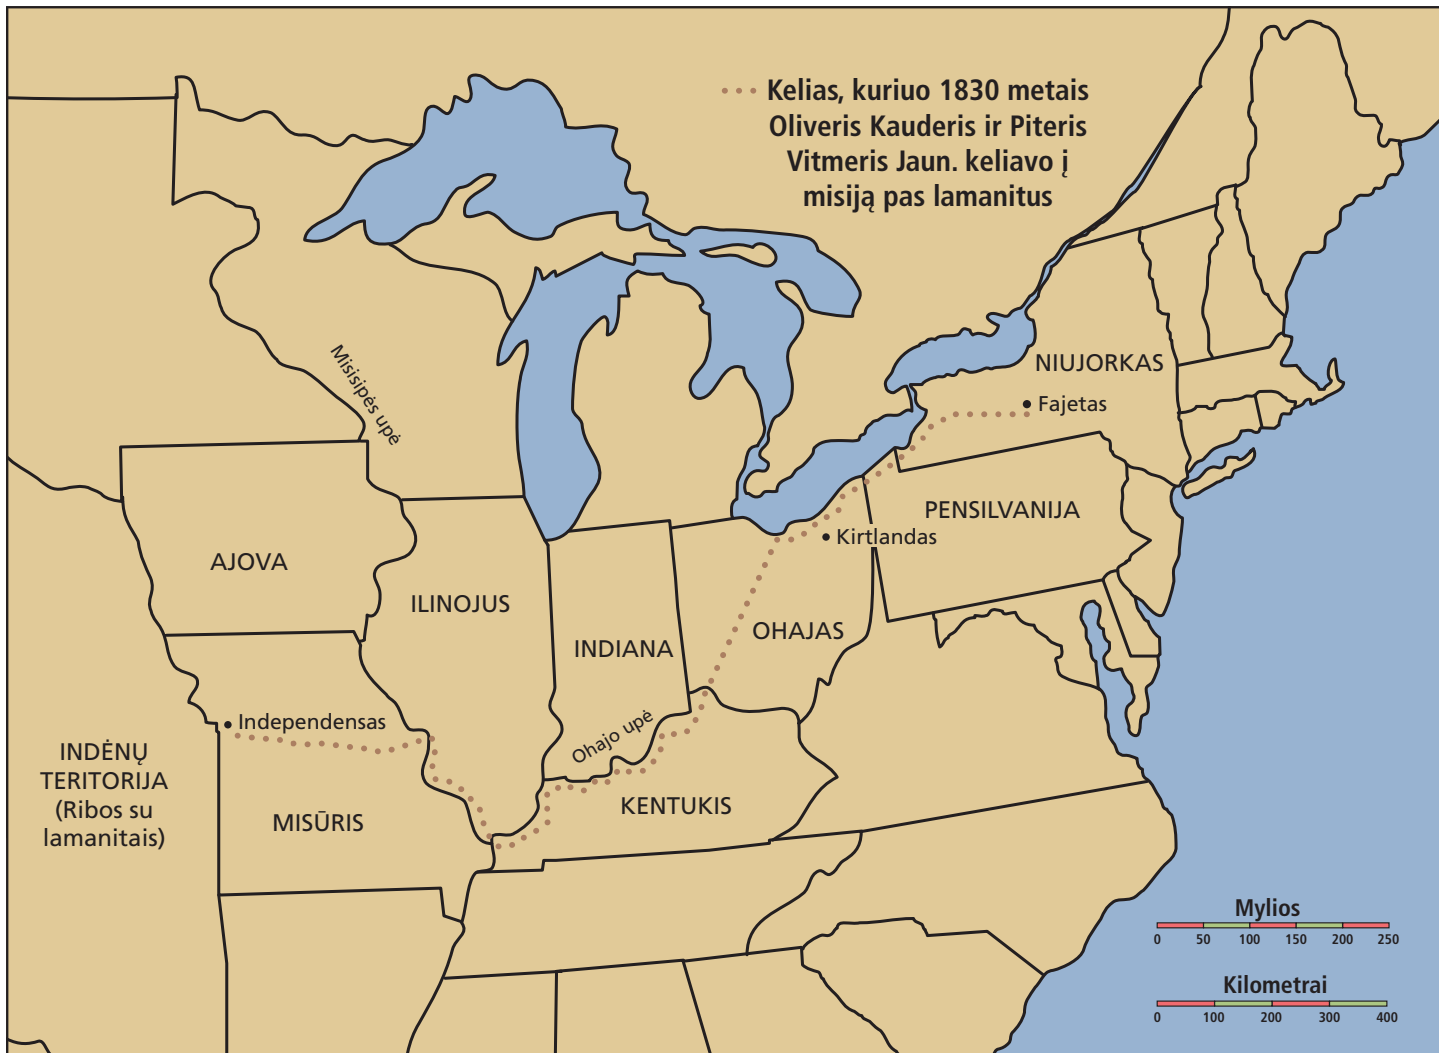 Kelias, kuriuo 1830 metais
Oliveris Kauderis ir Piteris
Vitmeris Jaun. keliavo į
misiją pas lamanitus
Misisipės upė
NIUJORKAS
Fajetas
PENSILVANIJA
Kirtlandas
AJOVA
ILINOJUS
INDIANA
OHAJAS
Independensas
Ohajo upė
INDĖNŲ
TERITORIJA
(Ribos su
lamanitais)
MISŪRIS
KENTUKIS
Mylios
0 50 100 150 200 250
Kilometrai
0 100 200 300 400